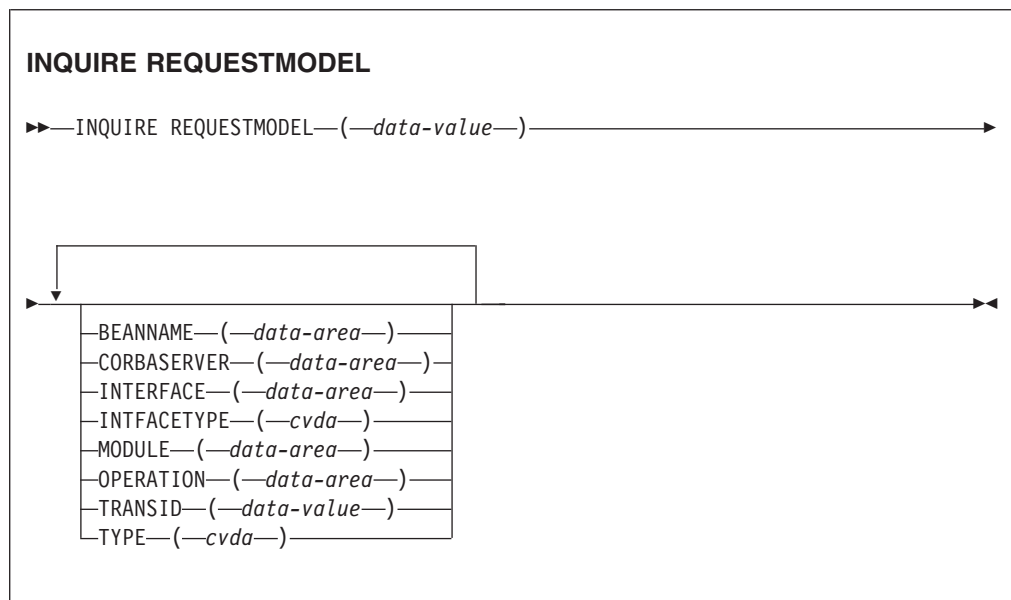 INQUIRE REQUESTMODEL
INQUIRE REQUESTMODEL ( data-value )
BEANNAME ( data-area )
CORBASERVER ( data-area )
INTERFACE ( data-area )
INTFACETYPE ( cvda )
MODULE ( data-area )
OPERATION ( data-area )
TRANSID ( data-value )
TYPE ( cvda )